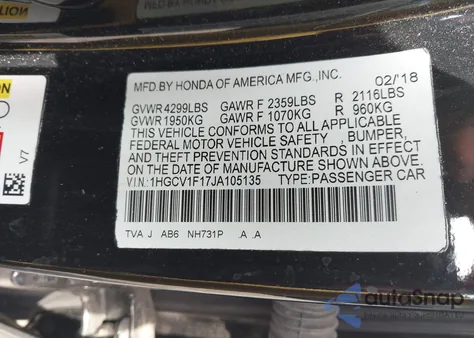 MFD.BY HONDA OF AMERICA MFG.,INC. 02/'18
GVWR 4299LBS GAWR F 2359LBS R 2116LBS
GVWR 1950KG GAWR F 1070KG R 960KG
THIS VEHICLE CONFORMS TO ALL APPLICABLE
FEDERAL MOTOR VEHICLE SAFETY, BUMPER,
AND THEFT PREVENTION STANDARDS IN EFFECT
ON THE DATE OF MANUFACTURE SHOWN ABOVE.
V.I.N.:1HGCV1F17JA105135 TYPE:PASSENGER CAR
TVA J AB6 NH731P .A .A
V7
autoSnap